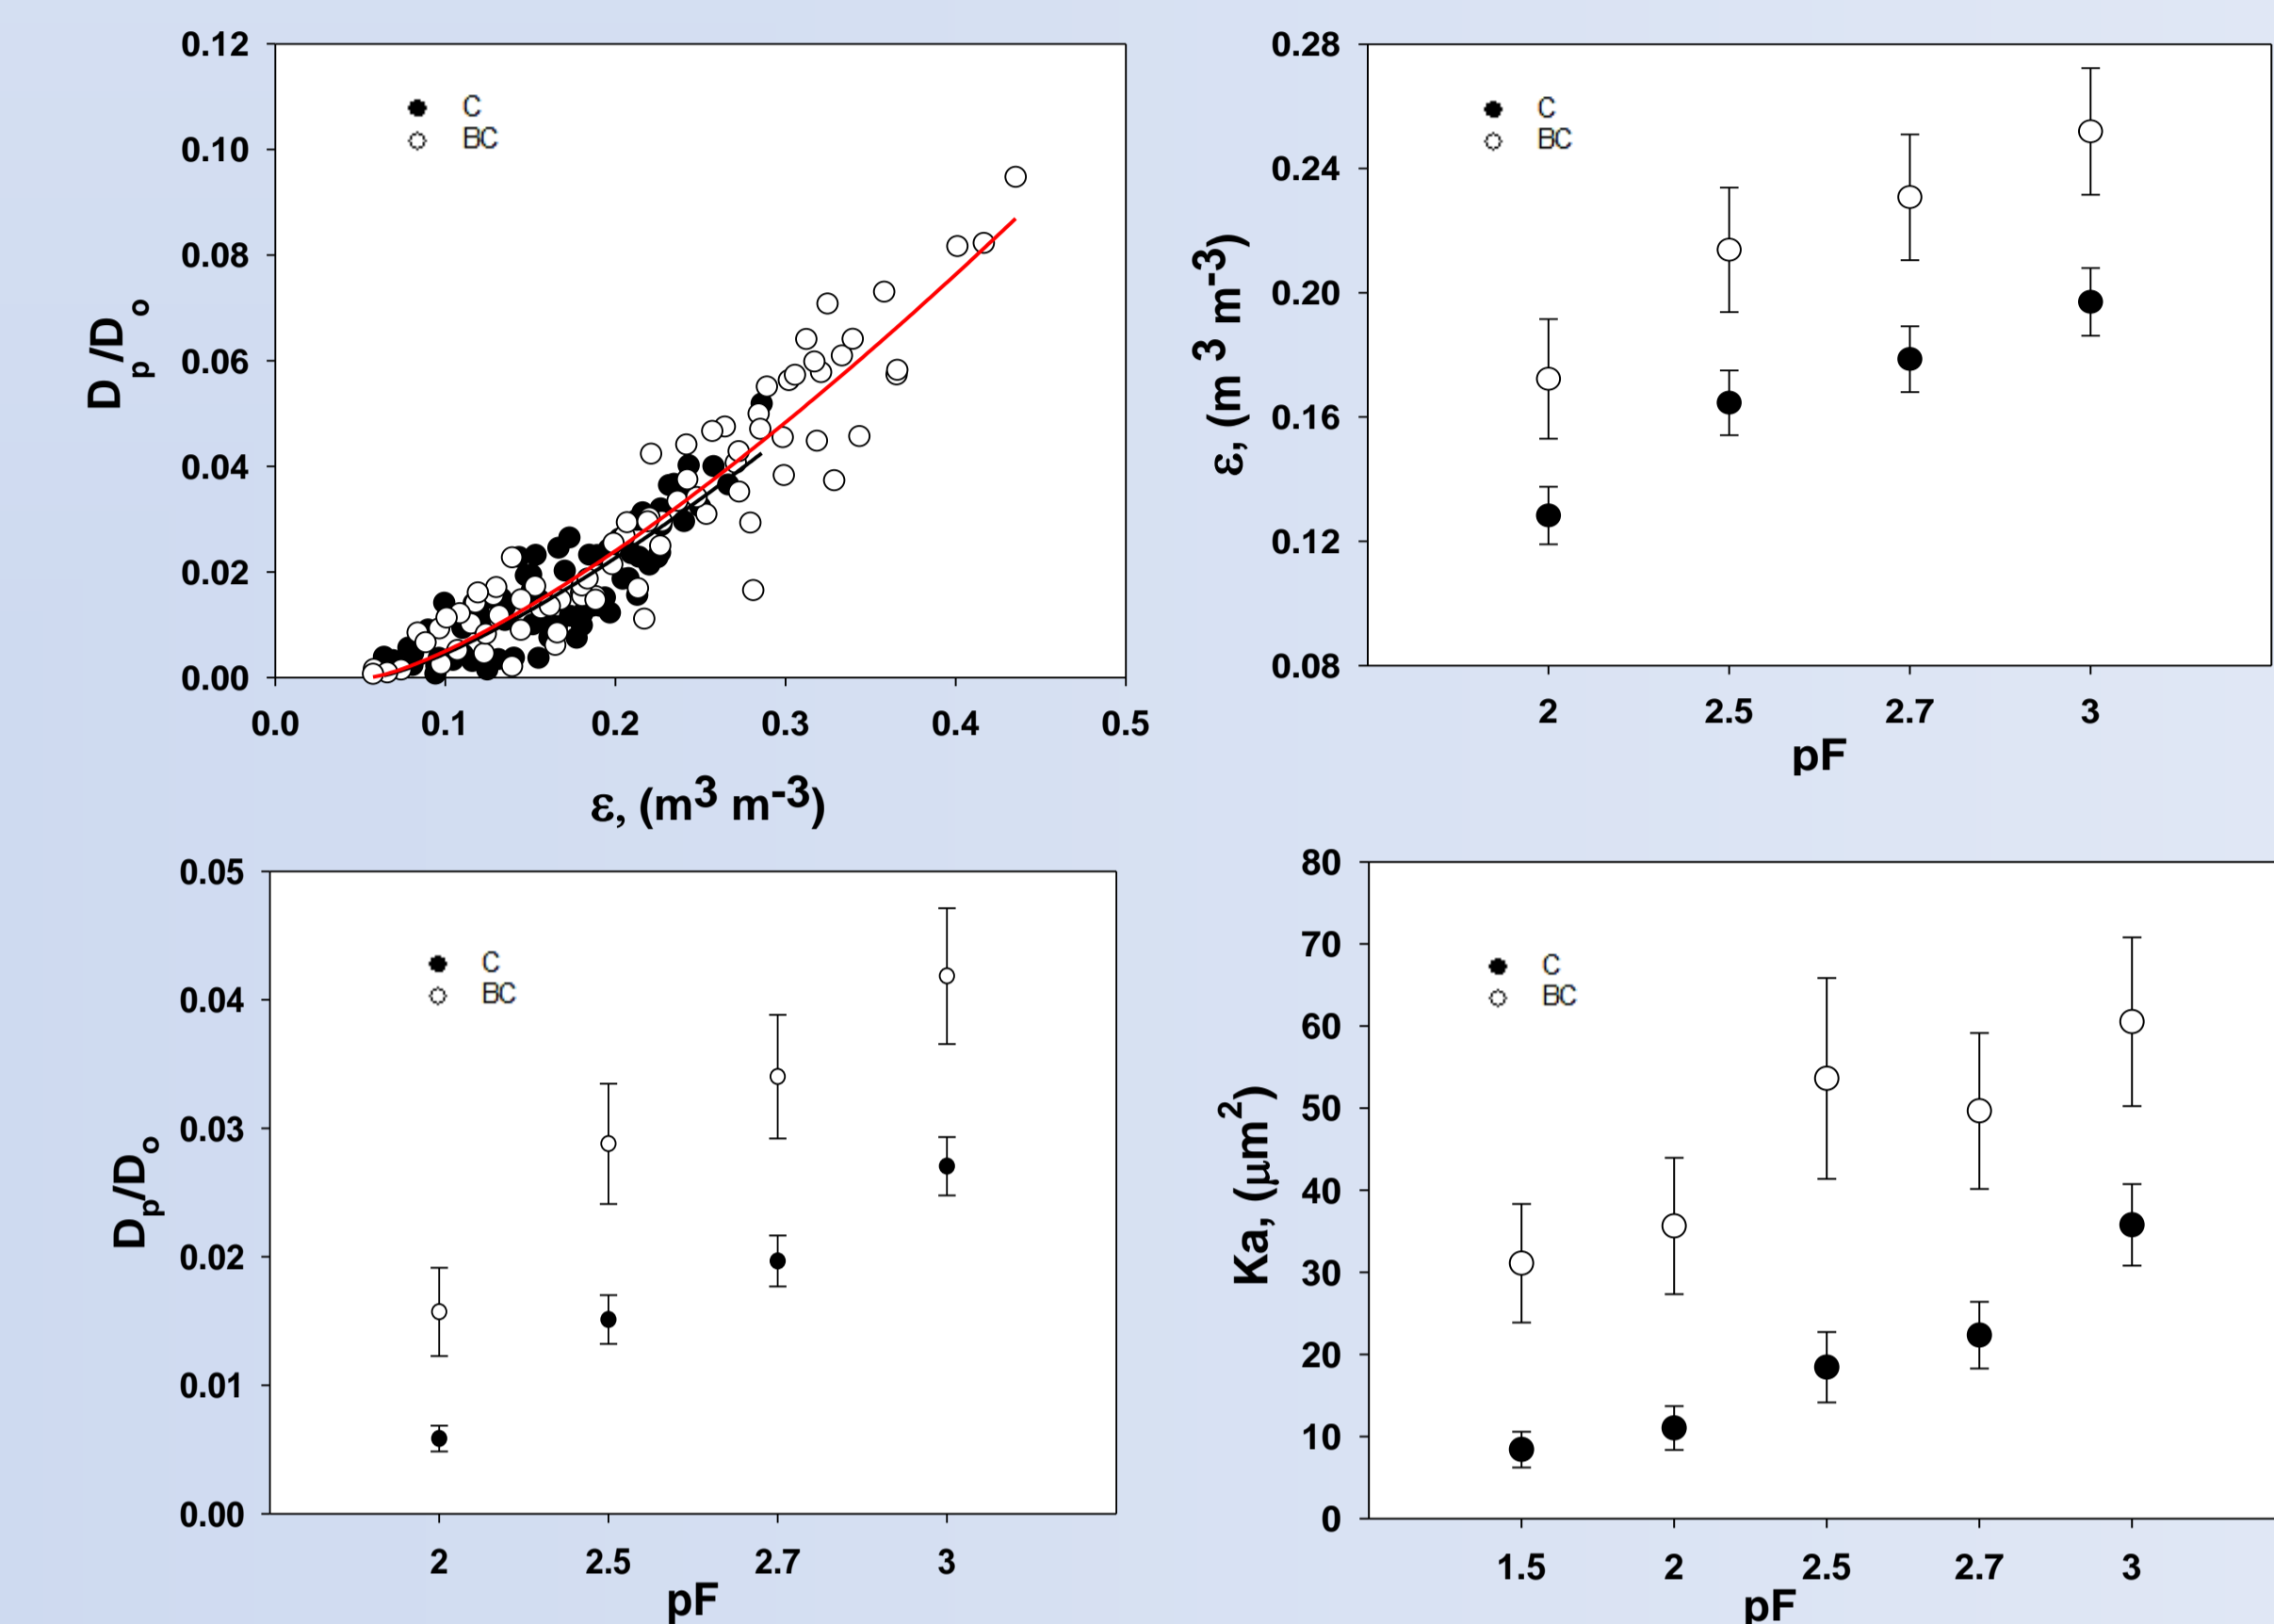 0.12
0.10
0.08
0.06
0.04
0.02
0.00
D p /D o
C
BC
0.0 0.1 0.2 0.3 0.4 0.5
ε, (m3 m-3)
0.28
0.24
0.20
0.16
0.12
0.08
ε, (m 3 m-3)
C
BC
2 2.5 2.7 3
pF
0.05
0.04
0.03
0.02
0.01
0.00
Dp/Do
C
BC
2 2.5 2.7 3
pF
80
70
60
50
40
30
20
10
0
Ka, (μm2)
C
BC
1.5 2 2.5 2.7 3
pF